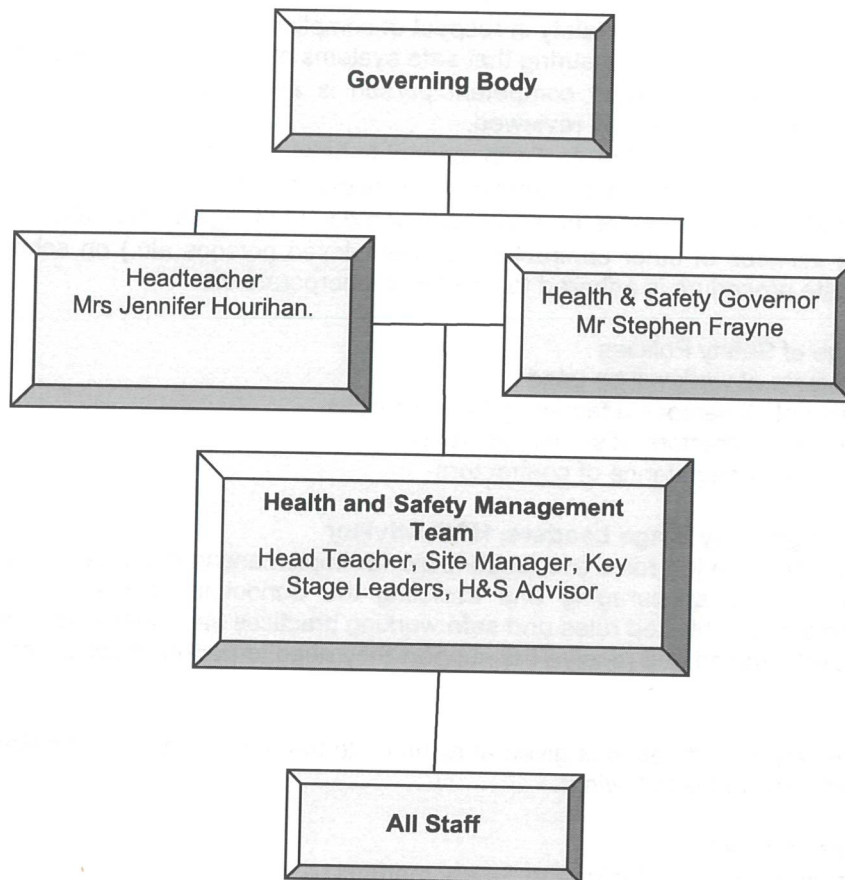 Governing Body
Headteacher
Mrs Jennifer Hourihan.
Health & Safety Governor
Mr Stephen Frayne
Health and Safety Management
Team
Head Teacher, Site Manager, Key
Stage Leaders, H&S Advisor
All Staff